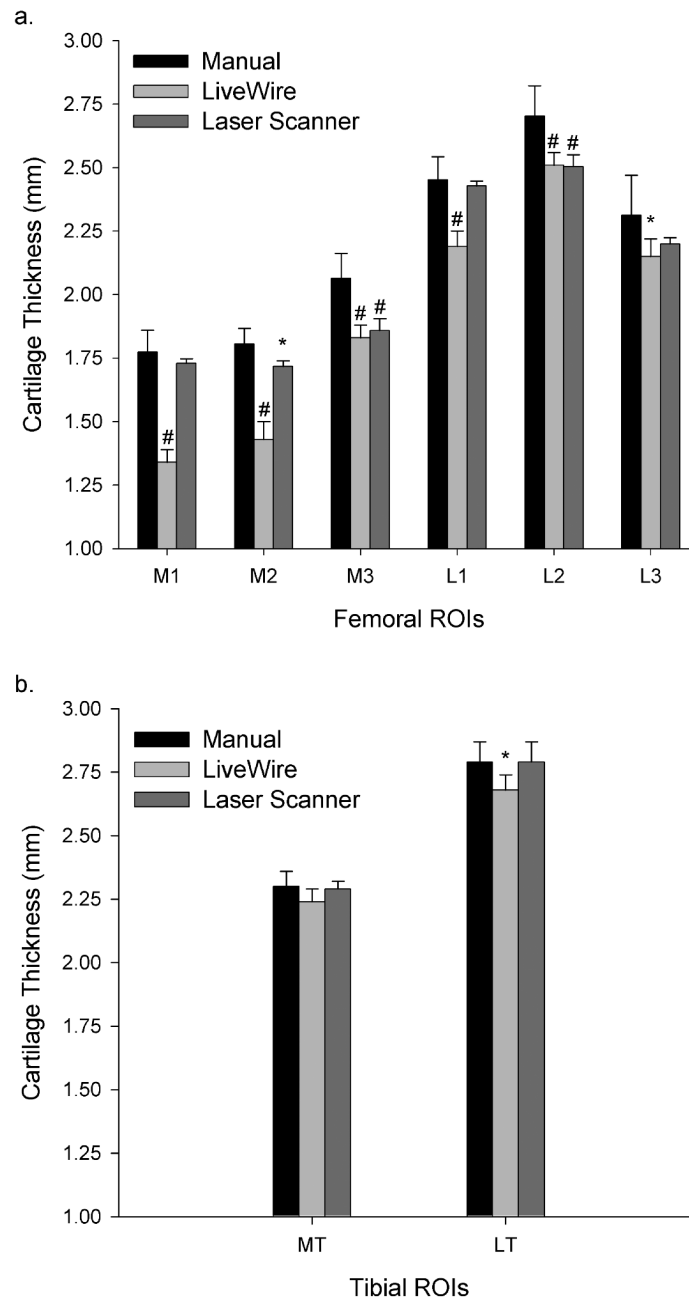 a.
3.00
2.75
2.50
2.25
2.00
1.75
1.50
1.25
1.00
Cartilage Thickness (mm)
Manual
LiveWire
Laser Scanner
#
#
*
#
#
#
#
#
*
M1
M2
M3
L1
L2
L3
Femoral ROIs
b.
3.00
2.75
2.50
2.25
2.00
1.75
1.50
1.25
1.00
Cartilage Thickness (mm)
Manual
LiveWire
Laser Scanner
*
MT
LT
Tibial ROIs